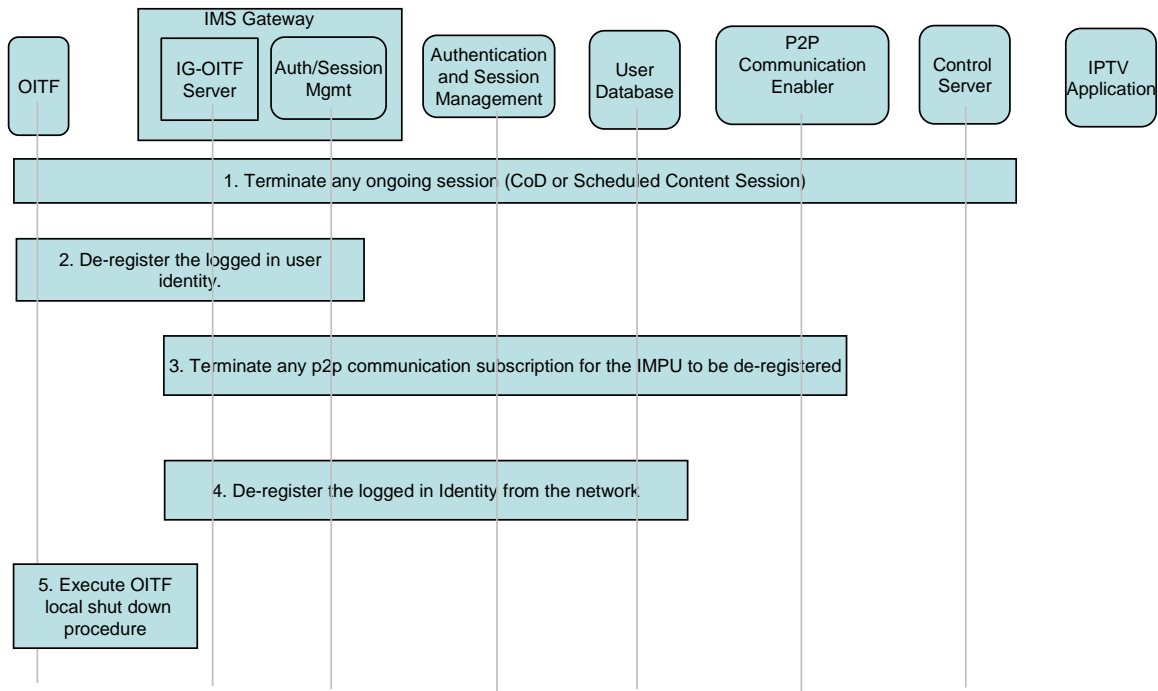 IMS Gateway
OITF
IG-OITF
Server
Auth/Session
Mgmt
Authentication
and Session
Management
User
Database
P2P
Communication
Enabler
Control
Server
IPTV
Application
1. Terminate any ongoing session (CoD or Scheduled Content Session)
2. De-register the logged in user
identity.
3. Terminate any p2p communication subscription for the IMPU to be de-registered
4. De-register the logged in Identity from the network
5. Execute OITF
local shut down
procedure